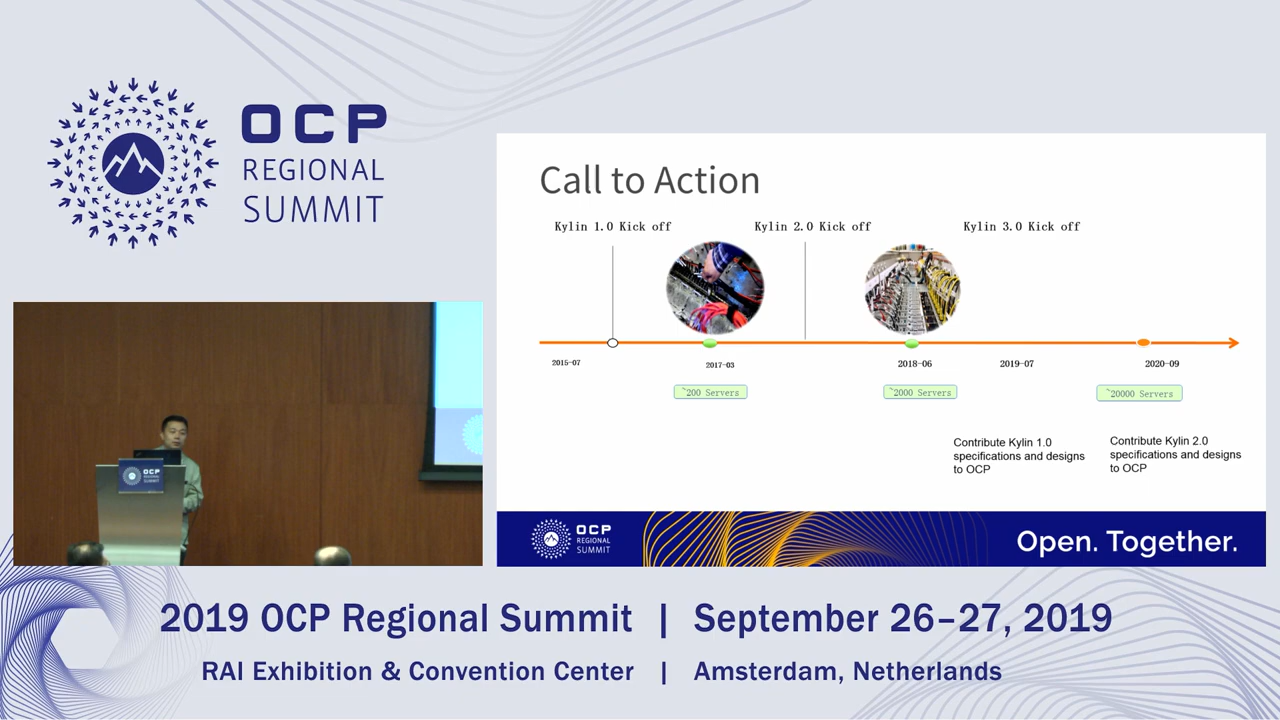 OCP
REGIONAL
SUMMIT
Call to Action
Kylin 1.0 Kick off
Kylin 2.0 Kick off
Kylin 3.0 Kick off
2015-07
2017-03
2018-06
2019-07
2020-09
~200 Servers
~2000 Servers
~20000 Servers
Contribute Kylin 1.0
specifications and designs
to OCP
Contribute Kylin 2.0
specifications and designs
to OCP
OCP
REGIONAL
SUMMIT
Open. Together.
OCP
REGIONAL
SUMMIT
2019 OCP Regional Summit | September 26–27, 2019
RAI Exhibition & Convention Center | Amsterdam, Netherlands